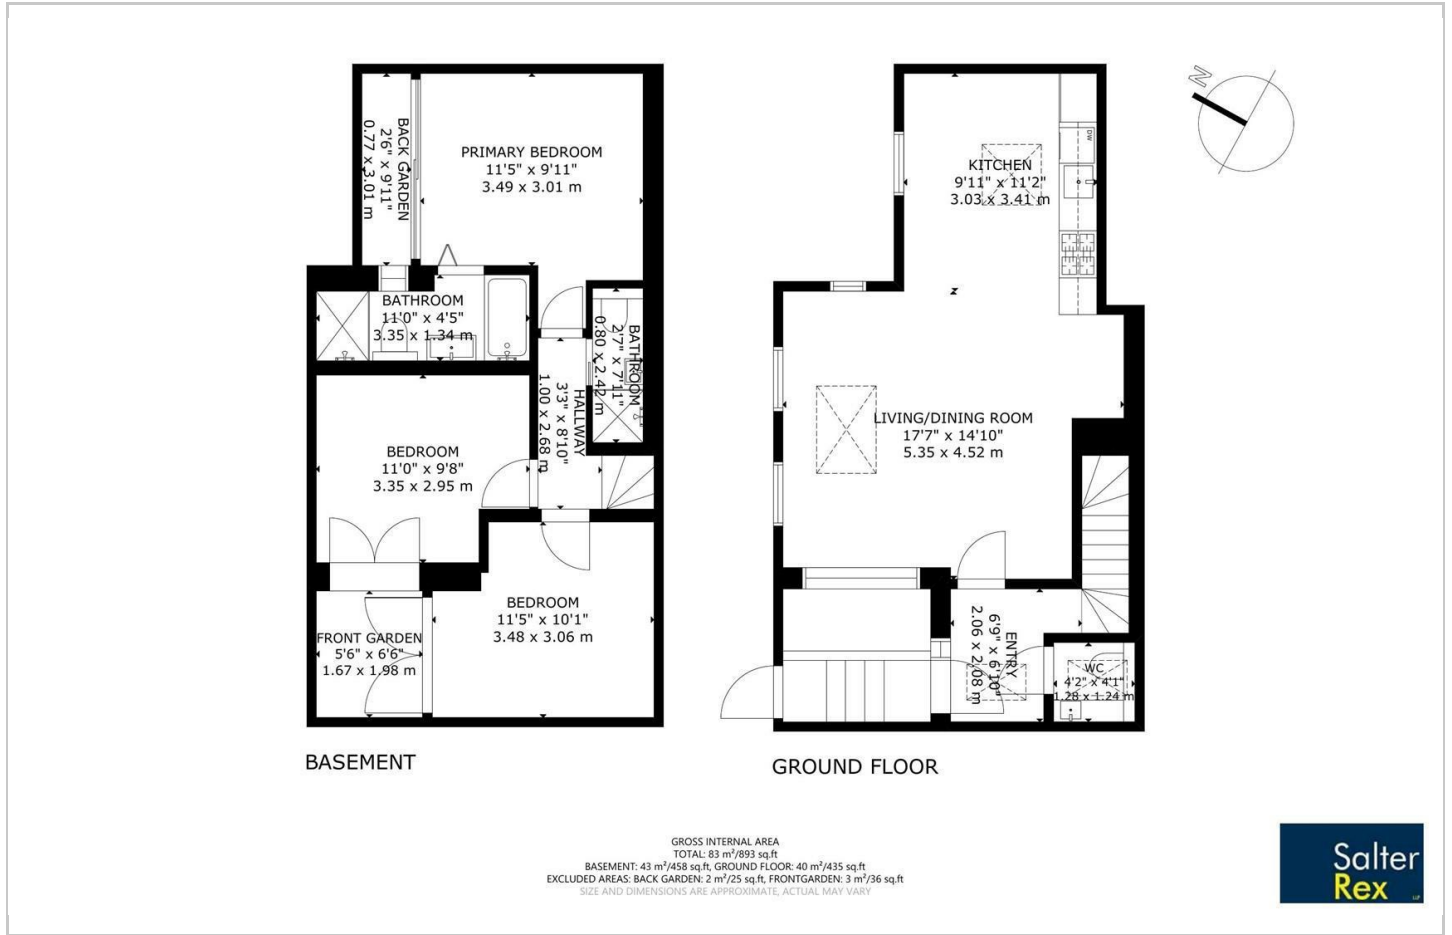 BACK GARDEN
2'6" x 9'11"
0.77 x 3.01 m
PRIMARY BEDROOM
11'5" x 9'11"
3.49 x 3.01 m
BATHROOM
11'0" x 4'5"
3.35 x 1.34 m
BATHROOM
2'7" x 7'11"
0.80 x 2.42 m
HALLWAY
3'3" x 8'10"
1.00 x 2.68 m
BEDROOM
11'0" x 9'8"
3.35 x 2.95 m
BEDROOM
11'5" x 10'1"
3.48 x 3.06 m
FRONT GARDEN
5'6" x 6'6"
1.67 x 1.98 m
BASEMENT
N
DW
KITCHEN
9'11" x 11'2"
3.03 x 3.41 m
LIVING/DINING ROOM
17'7" x 14'10"
5.35 x 4.52 m
ENTRY
6'9" x 6'10"
2.06 x 2.08 m
WC
4'2" x 4'1"
1.28 x 1.24 m
GROUND FLOOR
GROSS INTERNAL AREA
TOTAL: 83 m²/893 sq.ft
BASEMENT: 43 m²/458 sq.ft, GROUND FLOOR: 40 m²/435 sq.ft
EXCLUDED AREAS: BACK GARDEN: 2 m²/25 sq.ft, FRONTGARDEN: 3 m²/36 sq.ft
SIZE AND DIMENSIONS ARE APPROXIMATE, ACTUAL MAY VARY
Salter
Rex
LLP